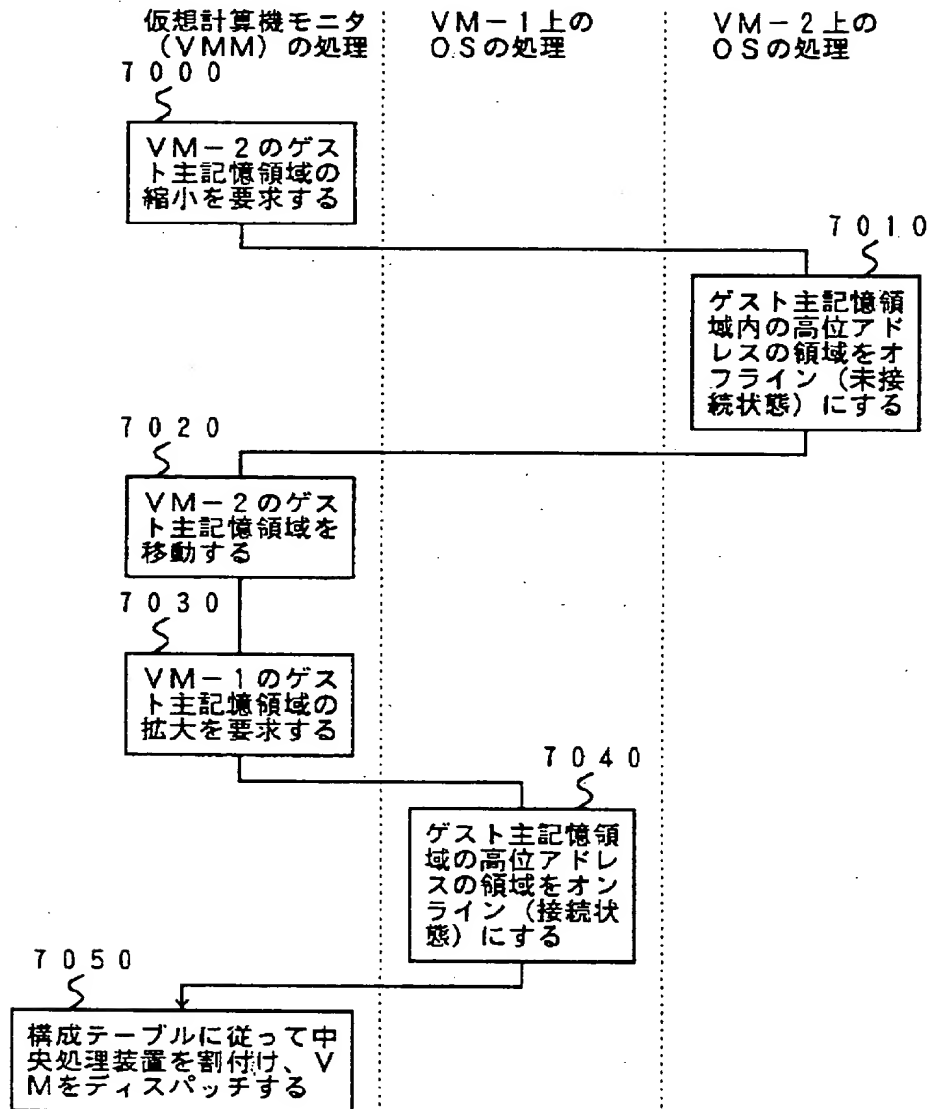 仮想計算機モニタ
(VMM)の処理
VM-1上の
O.Sの処理
VM-2上の
OSの処理
7000
VM-2のゲス
ト主記憶領域の
縮小を要求する
7010
ゲスト主記憶領
域内の高位アド
レスの領域をオ
フライン(未接
続状態)にする
7020
VM-2のゲス
ト主記憶領域を
移動する
7030
VM-1のゲス
ト主記憶領域の
拡大を要求する
7040
ゲスト主記憶領
域の高位アドレ
スの領域をオン
ライン(接続状
態)にする
7050
構成テーブルに従って中
央処理装置を割付け、V
Mをディスパッチする